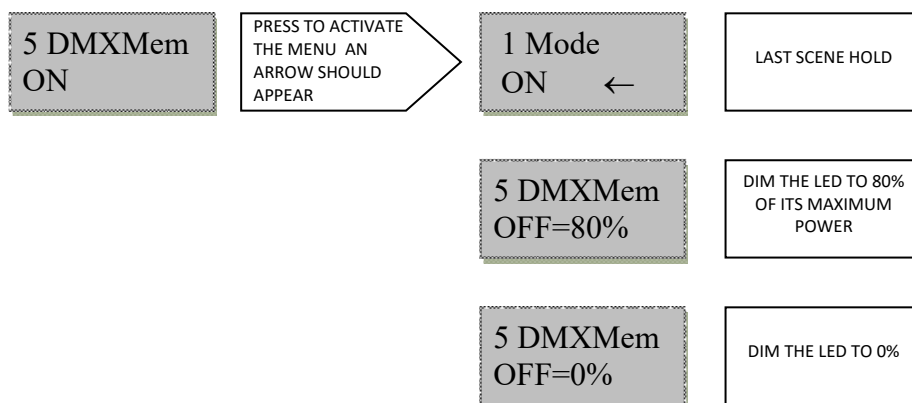 5 DMXMem
ON
PRESS TO ACTIVATE
THE MENU AN
ARROW SHOULD
APPEAR
1 Mode
ON ←
LAST SCENE HOLD
5 DMXMem
OFF=80%
DIM THE LED TO 80%
OF ITS MAXIMUM
POWER
5 DMXMem
OFF=0%
DIM THE LED TO 0%